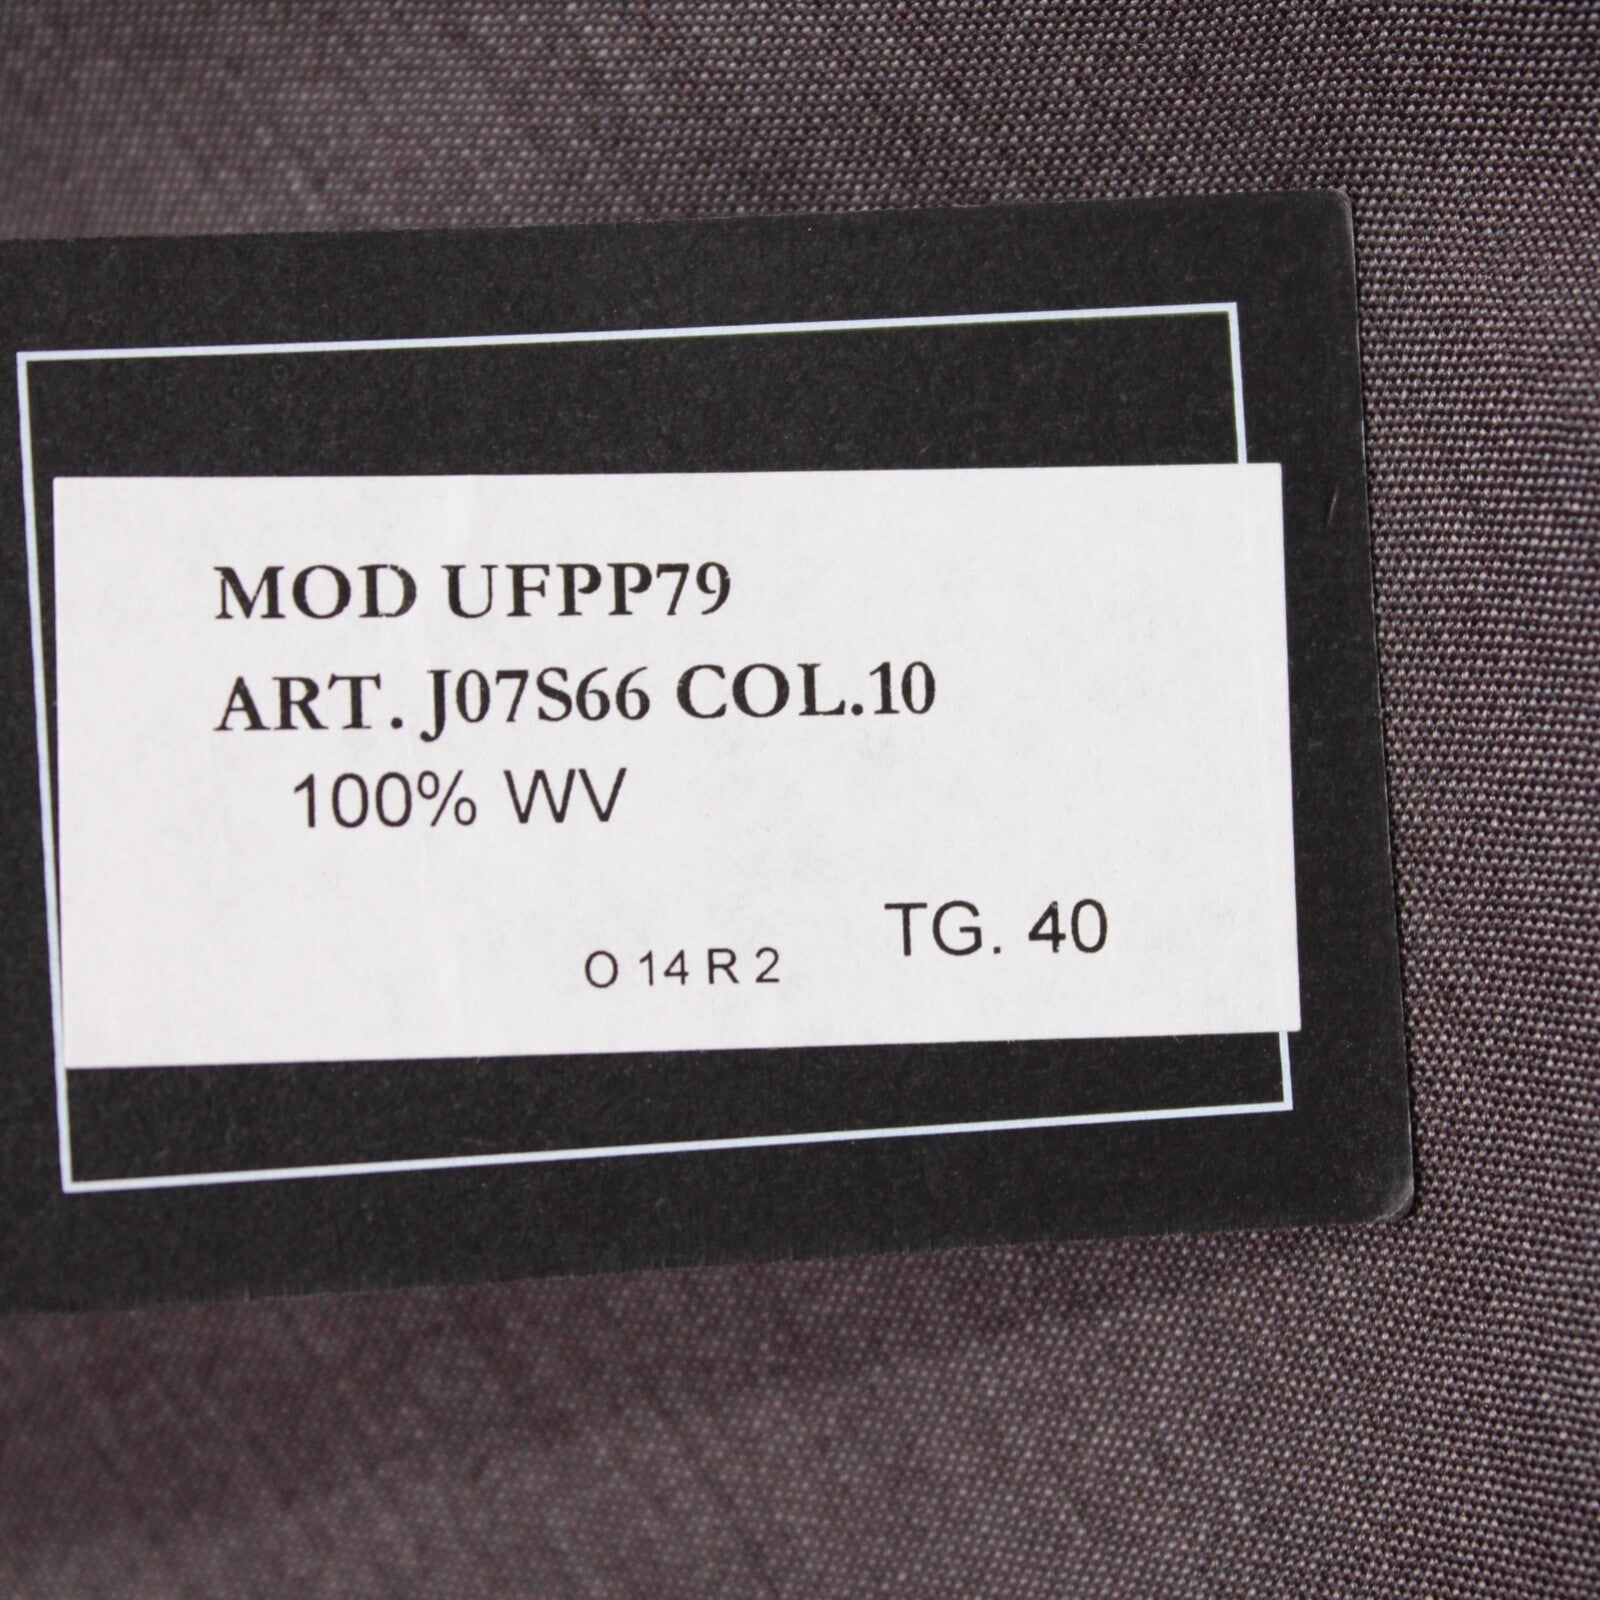 MOD UFPP79
ART. J07S66 COL.10
100% WV
O 14 R 2
TG. 40